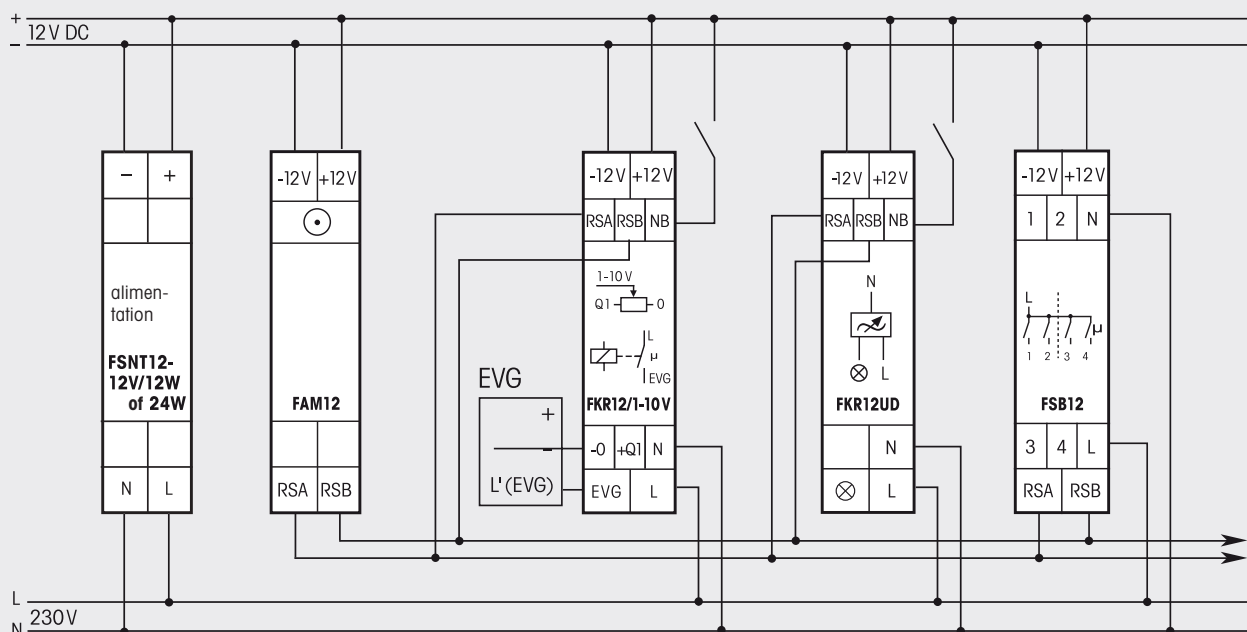 +
12V DC
−
− +
alimen-
tation
FSNT12-
12V/12W
of 24W
N L
-12V +12V
FAM12
RSA RSB
EVG
+
-
L'(EVG)
-12V +12V
RSA RSB NB
1-10 V
Q1 0
L
µ
EVG
FKR12/1-10V
-0 +Q1 N
EVG L
-12V +12V
RSA RSB NB
N
L
FKR12UD
N
L
-12V +12V
1 2 N
L
µ
1 2 3 4
FSB12
3 4 L
RSA RSB
L
230V
N